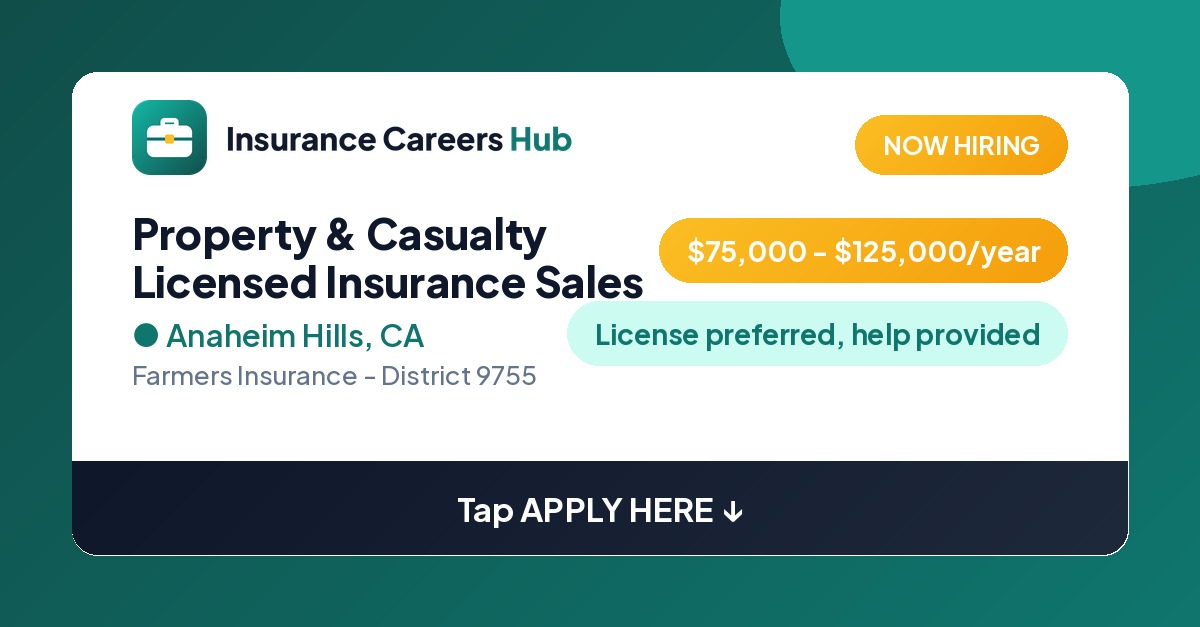 Insurance Careers Hub
NOW HIRING
Property & Casualty
Licensed Insurance Sales
$75,000 – $125,000/year
Anaheim Hills, CA
License preferred, help provided
Farmers Insurance – District 9755
Tap APPLY HERE ↓